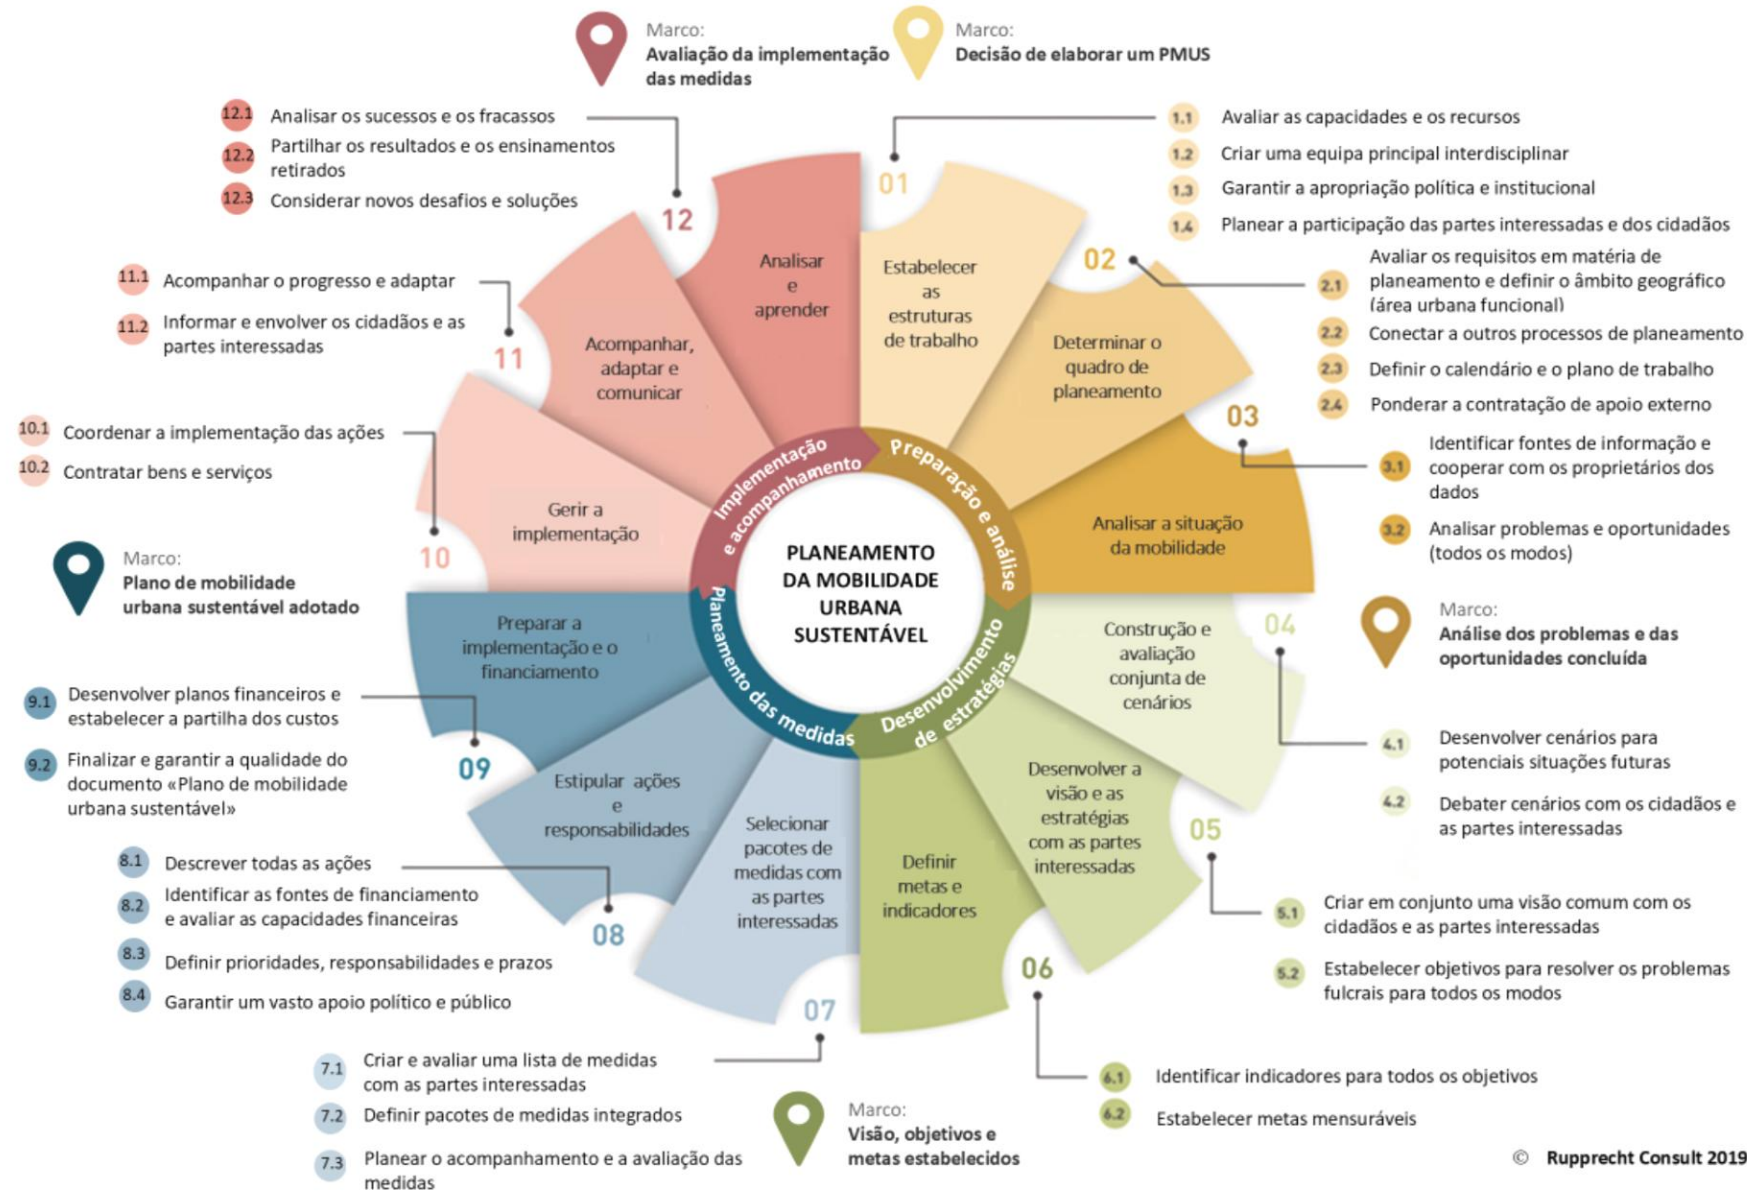 Marco:
Avaliação da implementação
das medidas
Marco:
Decisão de elaborar um PMUS
12.1 Analisar os sucessos e os fracassos
12.2 Partilhar os resultados e os ensinamentos
retirados
12.3 Considerar novos desafios e soluções
1.1 Avaliar as capacidades e os recursos
1.2 Criar uma equipa principal interdisciplinar
1.3 Garantir a apropriação política e institucional
1.4 Planear a participação das partes interessadas e dos cidadãos
11.1 Acompanhar o progresso e adaptar
11.2 Informar e envolver os cidadãos e as
partes interessadas
2.1 Avaliar os requisitos em matéria de
planeamento e definir o âmbito geográfico
(área urbana funcional)
2.2 Conectar a outros processos de planeamento
2.3 Definir o calendário e o plano de trabalho
2.4 Ponderar a contratação de apoio externo
10.1 Coordenar a implementação das ações
10.2 Contratar bens e serviços
3.1 Identificar fontes de informação e
cooperar com os proprietários dos
dados
3.2 Analisar problemas e oportunidades
(todos os modos)
01
Estabelecer
as
estruturas
de trabalho
02
Determinar o
quadro de
planeamento
03
Analisar a situação
da mobilidade
04
Construção e
avaliação
conjunta de
cenários
05
Desenvolver a
visão e as
estratégias
com as partes
interessadas
06
Definir
metas e
indicadores
07
Selecionar
pacotes de
medidas com
as partes
interessadas
08
Estipular ações
e
responsabilidades
09
Preparar a
implementação e o
financiamento
10
Gerir a
implementação
11
Acompanhar,
adaptar e
comunicar
12
Analisar
e
aprender
Preparação e análise
Desenvolvimento
de estratégias
Planeamento das medidas
Implementação
e acompanhamento
PLANEAMENTO
DA MOBILIDADE
URBANA
SUSTENTÁVEL
Marco:
Plano de mobilidade
urbana sustentável adotado
Marco:
Análise dos problemas e das
oportunidades concluída
9.1 Desenvolver planos financeiros e
estabelecer a partilha dos custos
9.2 Finalizar e garantir a qualidade do
documento «Plano de mobilidade
urbana sustentável»
4.1 Desenvolver cenários para
potenciais situações futuras
4.2 Debater cenários com os cidadãos e
as partes interessadas
8.1 Descrever todas as ações
8.2 Identificar as fontes de financiamento
e avaliar as capacidades financeiras
8.3 Definir prioridades, responsabilidades e prazos
8.4 Garantir um vasto apoio político e público
5.1 Criar em conjunto uma visão comum com os
cidadãos e as partes interessadas
5.2 Estabelecer objetivos para resolver os problemas
fulcrais para todos os modos
7.1 Criar e avaliar uma lista de medidas
com as partes interessadas
7.2 Definir pacotes de medidas integrados
7.3 Planear o acompanhamento e a avaliação das
medidas
Marco:
Visão, objetivos e
metas estabelecidos
6.1 Identificar indicadores para todos os objetivos
6.2 Estabelecer metas mensuráveis
© Rupprecht Consult 2019